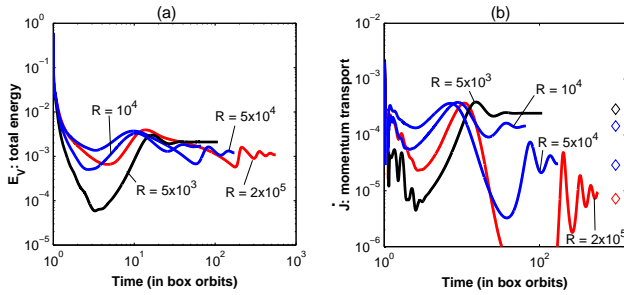 (a)
10^0
10^-1
10^-2
10^-3
10^-4
10^-5
E_V: total energy
R = 10^4
R = 5x10^4
R = 5x10^3
R = 2x10^5
10^0
10^1
10^2
10^3
Time (in box orbits)
(b)
10^-2
10^-3
10^-4
10^-5
10^-6
J̇: momentum transport
R = 5x10^3
R = 10^4
R = 5x10^4
R = 2x10^5
10^0
10^2
Time (in box orbits)